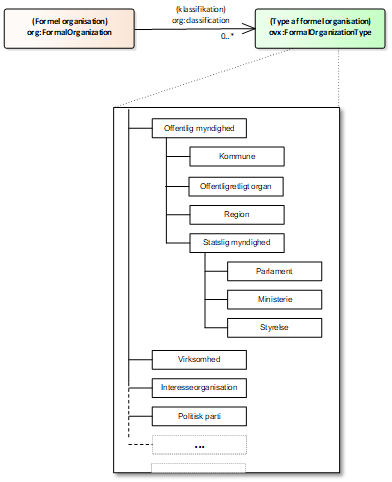 (Formel organisation)
org:FormalOrganization
(klassifikation)
org:classification
0..*
(Type af formel organisation)
ovx:FormalOrganizationType
Offentlig myndighed
Kommune
Offentligretligt organ
Region
Statslig myndighed
Parlament
Ministerie
Styrelse
Virksomhed
Interesseorganisation
Politisk parti
...